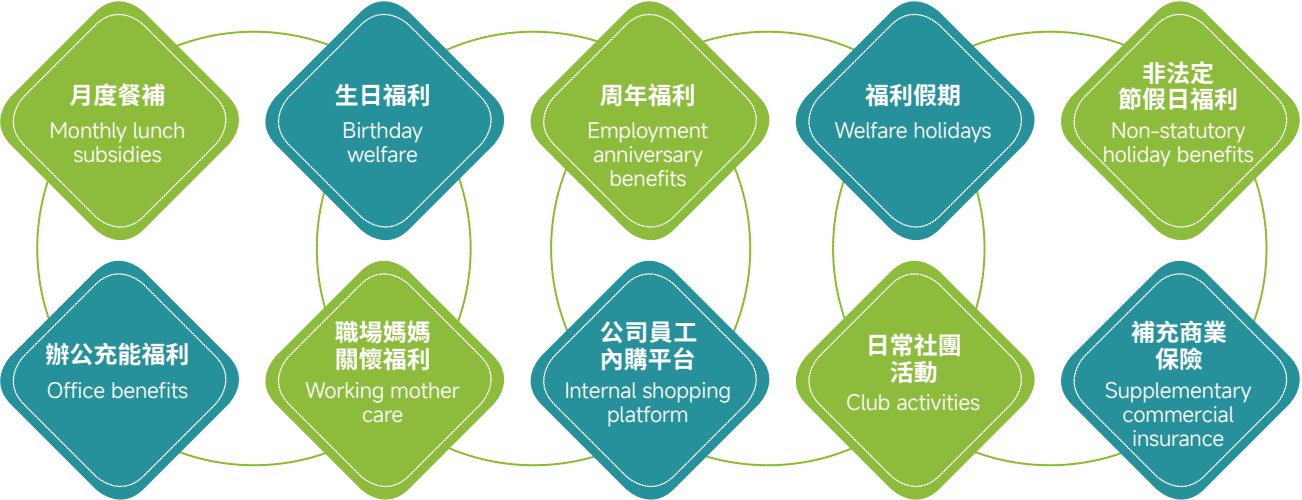 月度餐補
Monthly lunch
subsidies
生日福利
Birthday
welfare
周年福利
Employment
anniversary
benefits
福利假期
Welfare holidays
非法定
節假日福利
Non-statutory
holiday benefits
辦公充能福利
Office benefits
職場媽媽
關懷福利
Working mother
care
公司員工
內購平台
Internal shopping
platform
日常社團
活動
Club activities
補充商業
保險
Supplementary
commercial
insurance